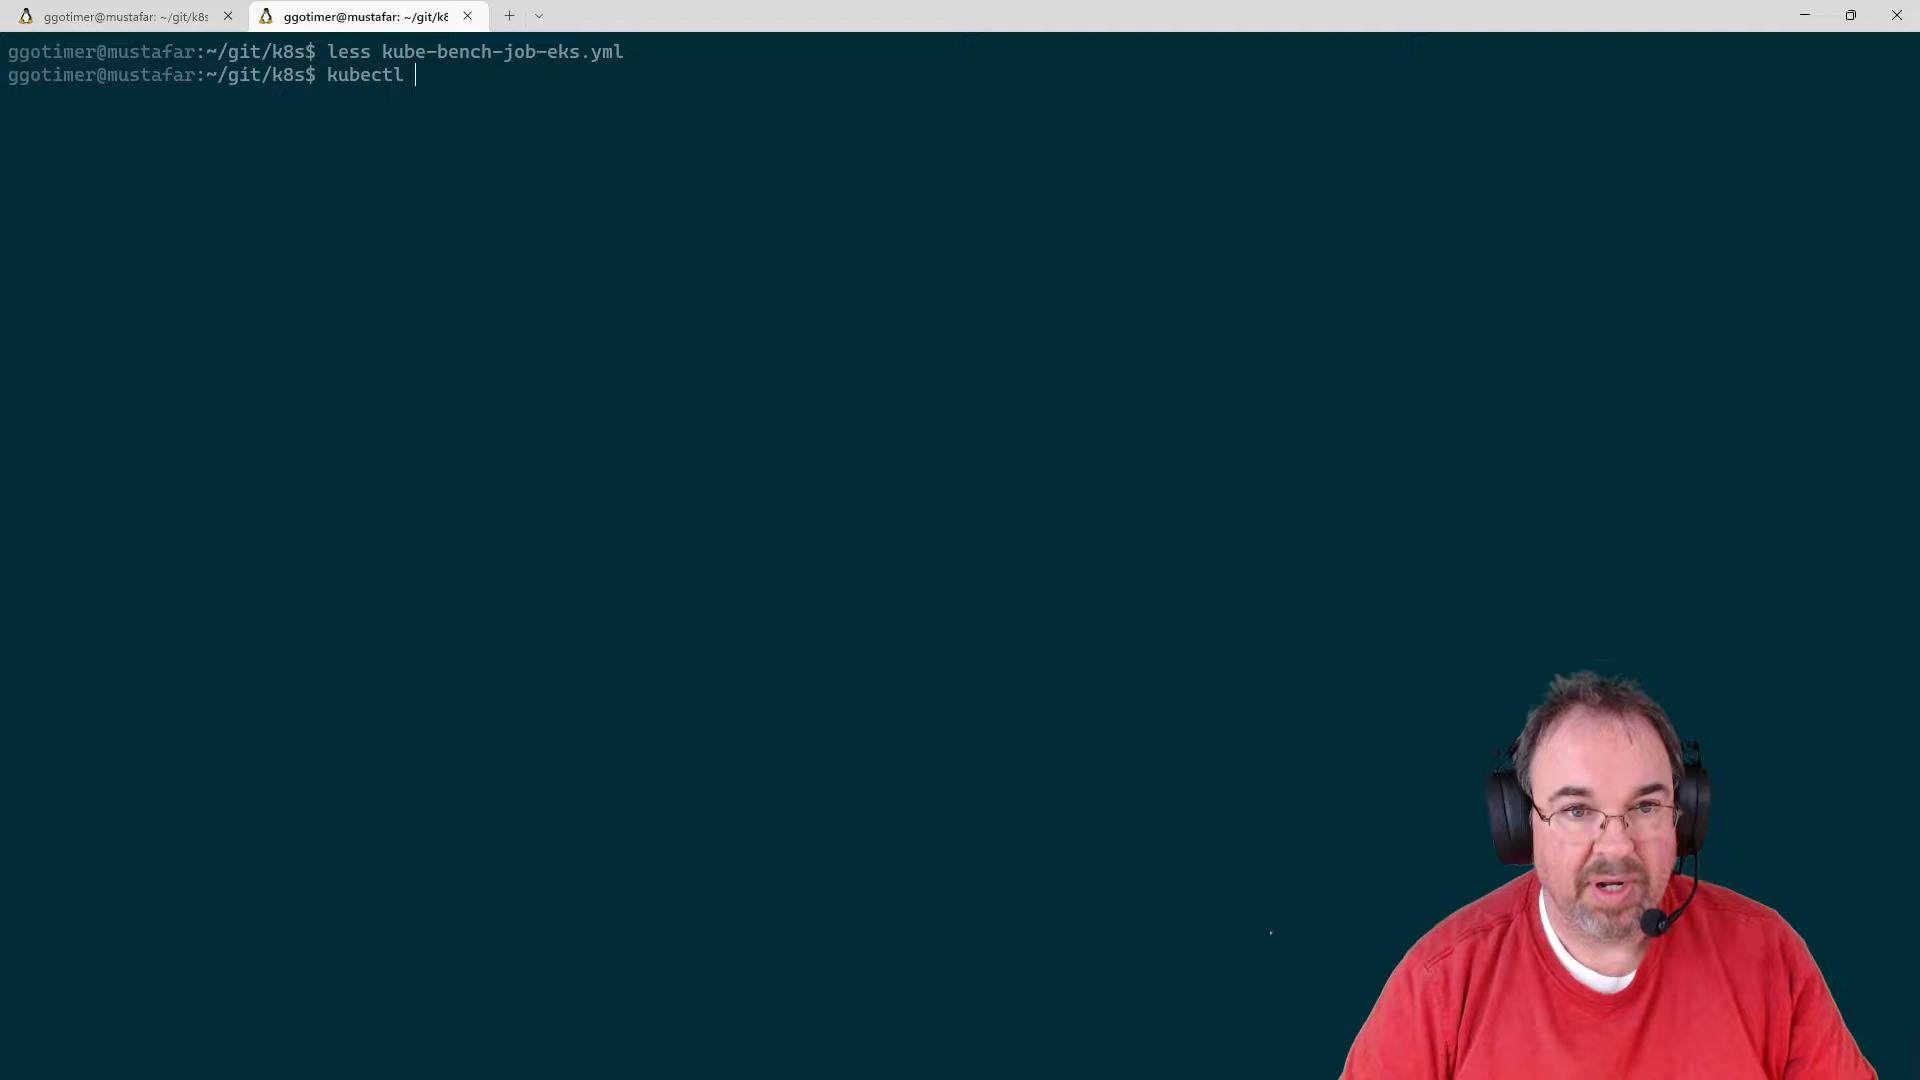 ggotimer@mustafar: ~/git/k8s
ggotimer@mustafar: ~/git/k8
ggotimer@mustafar:~/git/k8s$ less kube-bench-job-eks.yml
ggotimer@mustafar:~/git/k8s$ kubectl